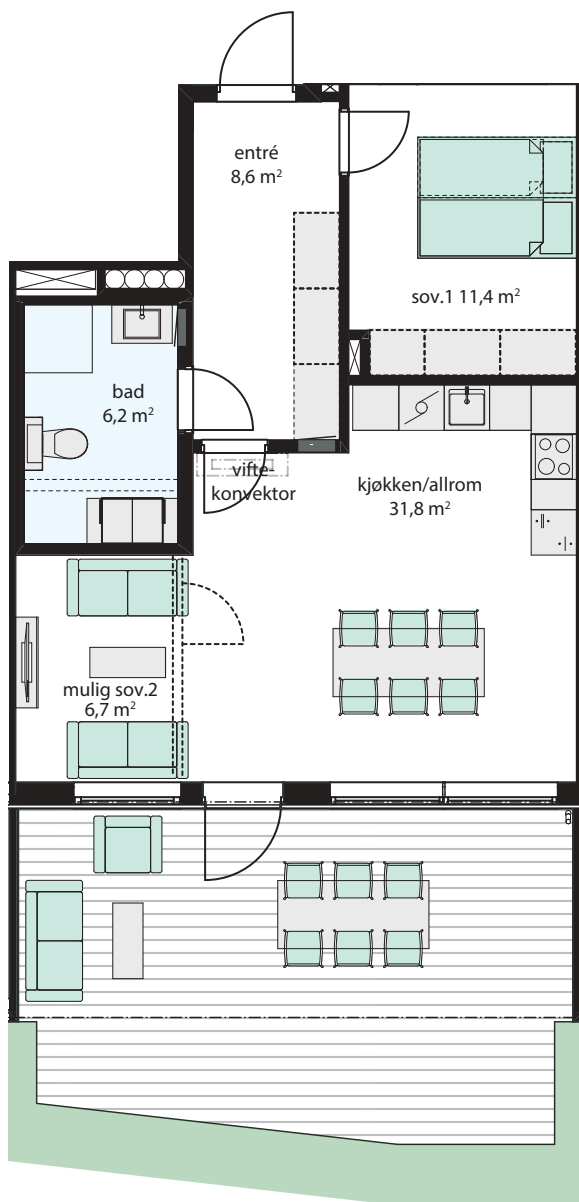 entré
8,6 m²
sov.1 11,4 m²
bad
6,2 m²
vifte-
konvektor
kjøkken/allrom
31,8 m²
mulig sov.2
6,7 m²